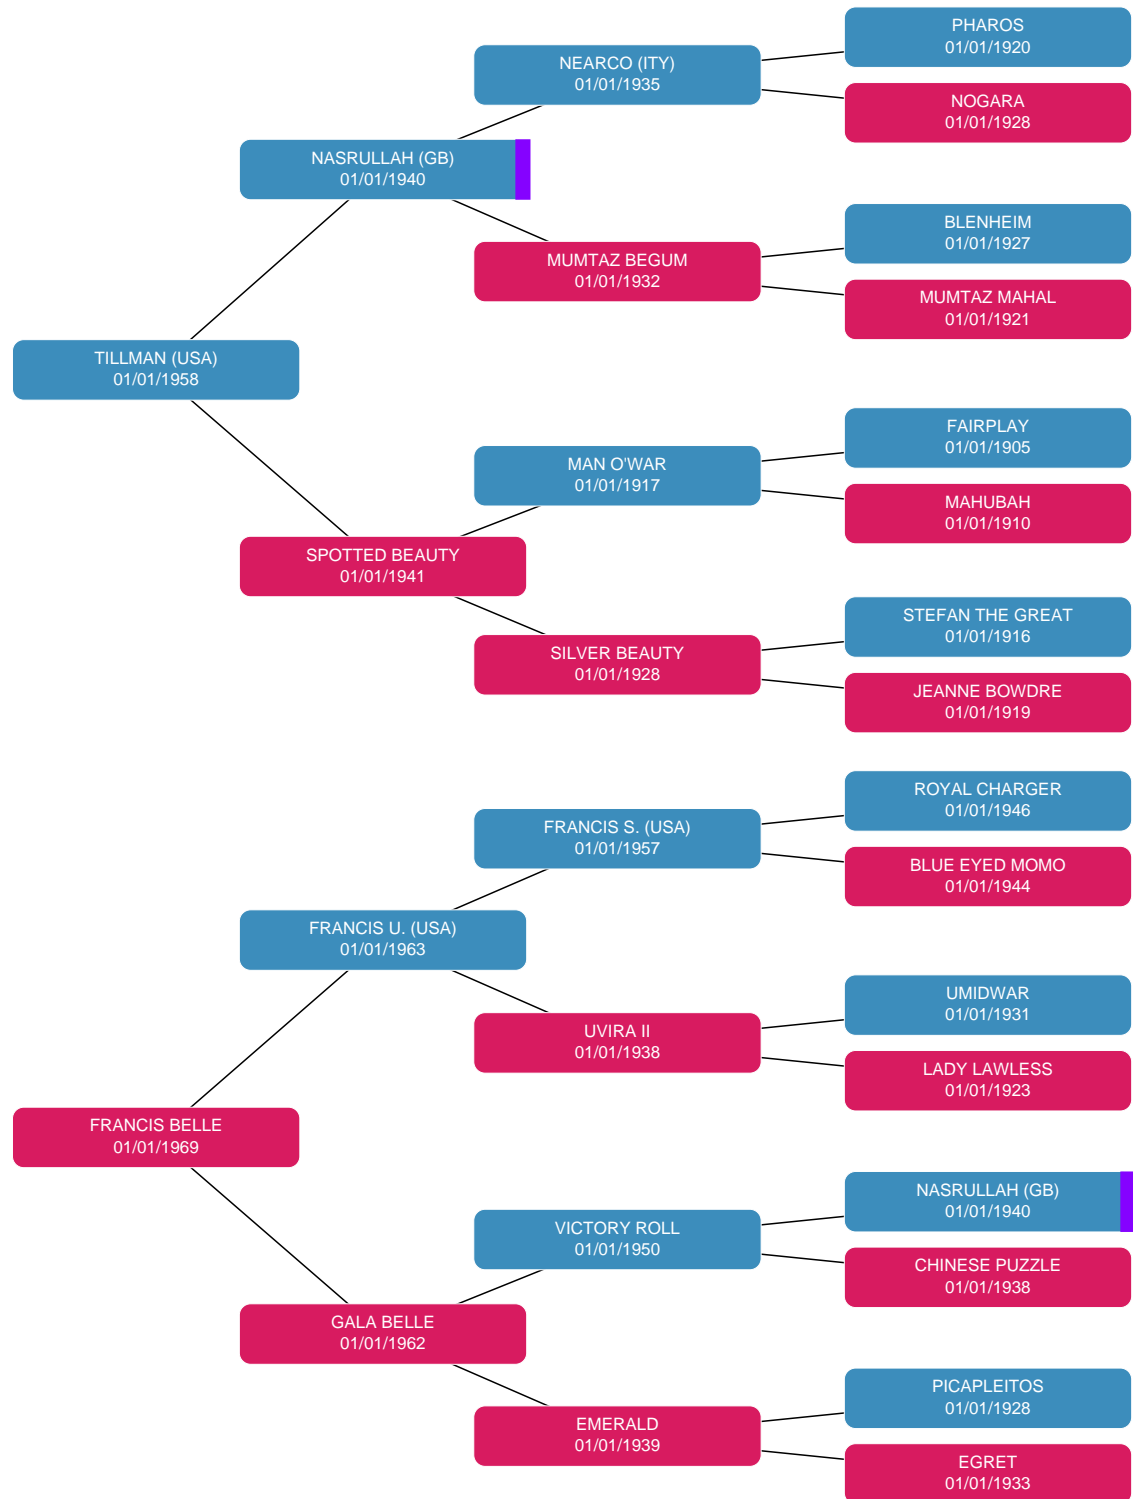 PHAROS
01/01/1920
NEARCO (ITY)
01/01/1935
NOGARA
01/01/1928
NASRULLAH (GB)
01/01/1940
BLENHEIM
01/01/1927
MUMTAZ BEGUM
01/01/1932
MUMTAZ MAHAL
01/01/1921
TILLMAN (USA)
01/01/1958
FAIRPLAY
01/01/1905
MAN O'WAR
01/01/1917
MAHUBAH
01/01/1910
SPOTTED BEAUTY
01/01/1941
STEFAN THE GREAT
01/01/1916
SILVER BEAUTY
01/01/1928
JEANNE BOWDRE
01/01/1919
ROYAL CHARGER
01/01/1946
FRANCIS S. (USA)
01/01/1957
BLUE EYED MOMO
01/01/1944
FRANCIS U. (USA)
01/01/1963
UMIDWAR
01/01/1931
UVIRA II
01/01/1938
LADY LAWLESS
01/01/1923
FRANCIS BELLE
01/01/1969
NASRULLAH (GB)
01/01/1940
VICTORY ROLL
01/01/1950
CHINESE PUZZLE
01/01/1938
GALA BELLE
01/01/1962
PICAPLEITOS
01/01/1928
EMERALD
01/01/1939
EGRET
01/01/1933